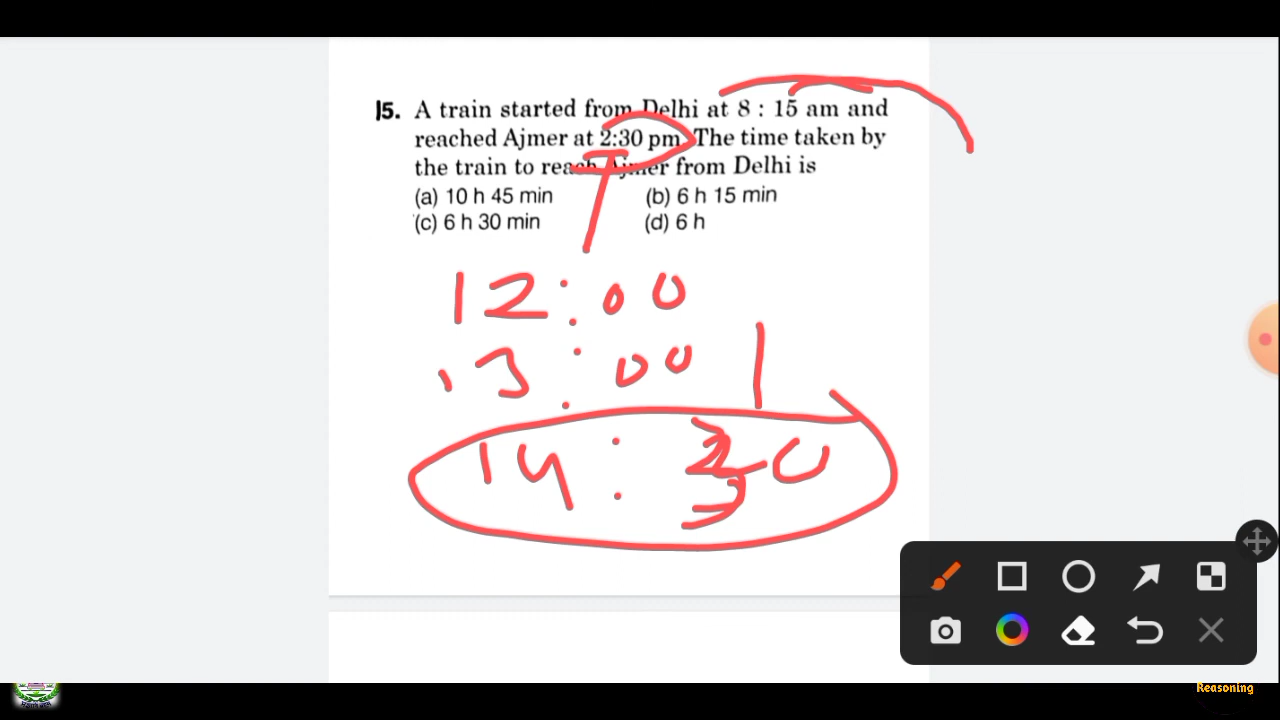 15. A train started from Delhi at 8 : 15 am and
reached Ajmer at 2:30 pm. The time taken by
the train to reach Ajmer from Delhi is
(a) 10 h 45 min (b) 6 h 15 min
(c) 6 h 30 min (d) 6 h
12:00
13:00
14:30
Reasoning